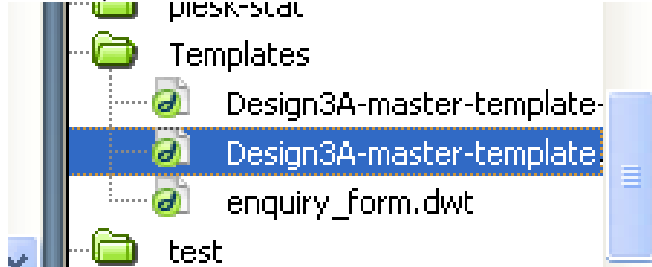 plesk-stat
Templates
Design3A-master-template-
Design3A-master-template.
enquiry_form.dwt
test